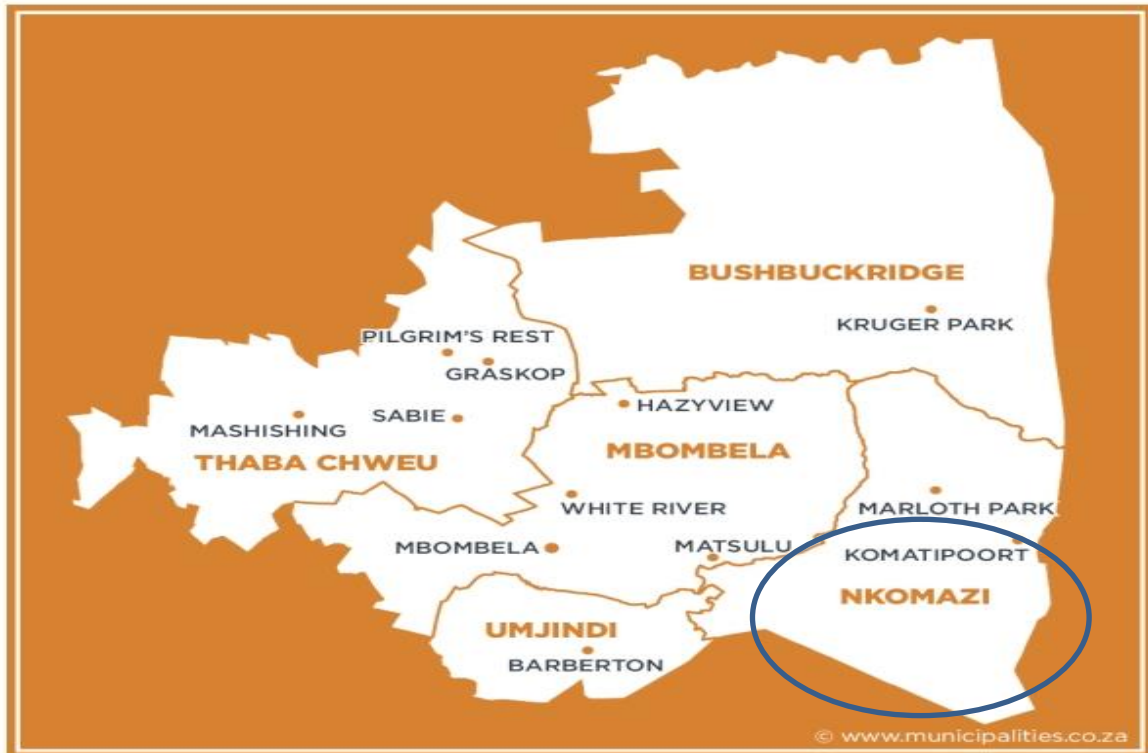 BUSHBUCKRIDGE
KRUGER PARK
PILGRIM'S REST
GRASKOP
HAZYVIEW
SABIE
MASHISHING
THABA CHWEU
MBOMBELA
WHITE RIVER
MARLOTH PARK
MBOMBELA
MATSULU
KOMATIPOORT
NKOMAZI
UMJINDI
BARBERTON
© www.municipalities.co.za